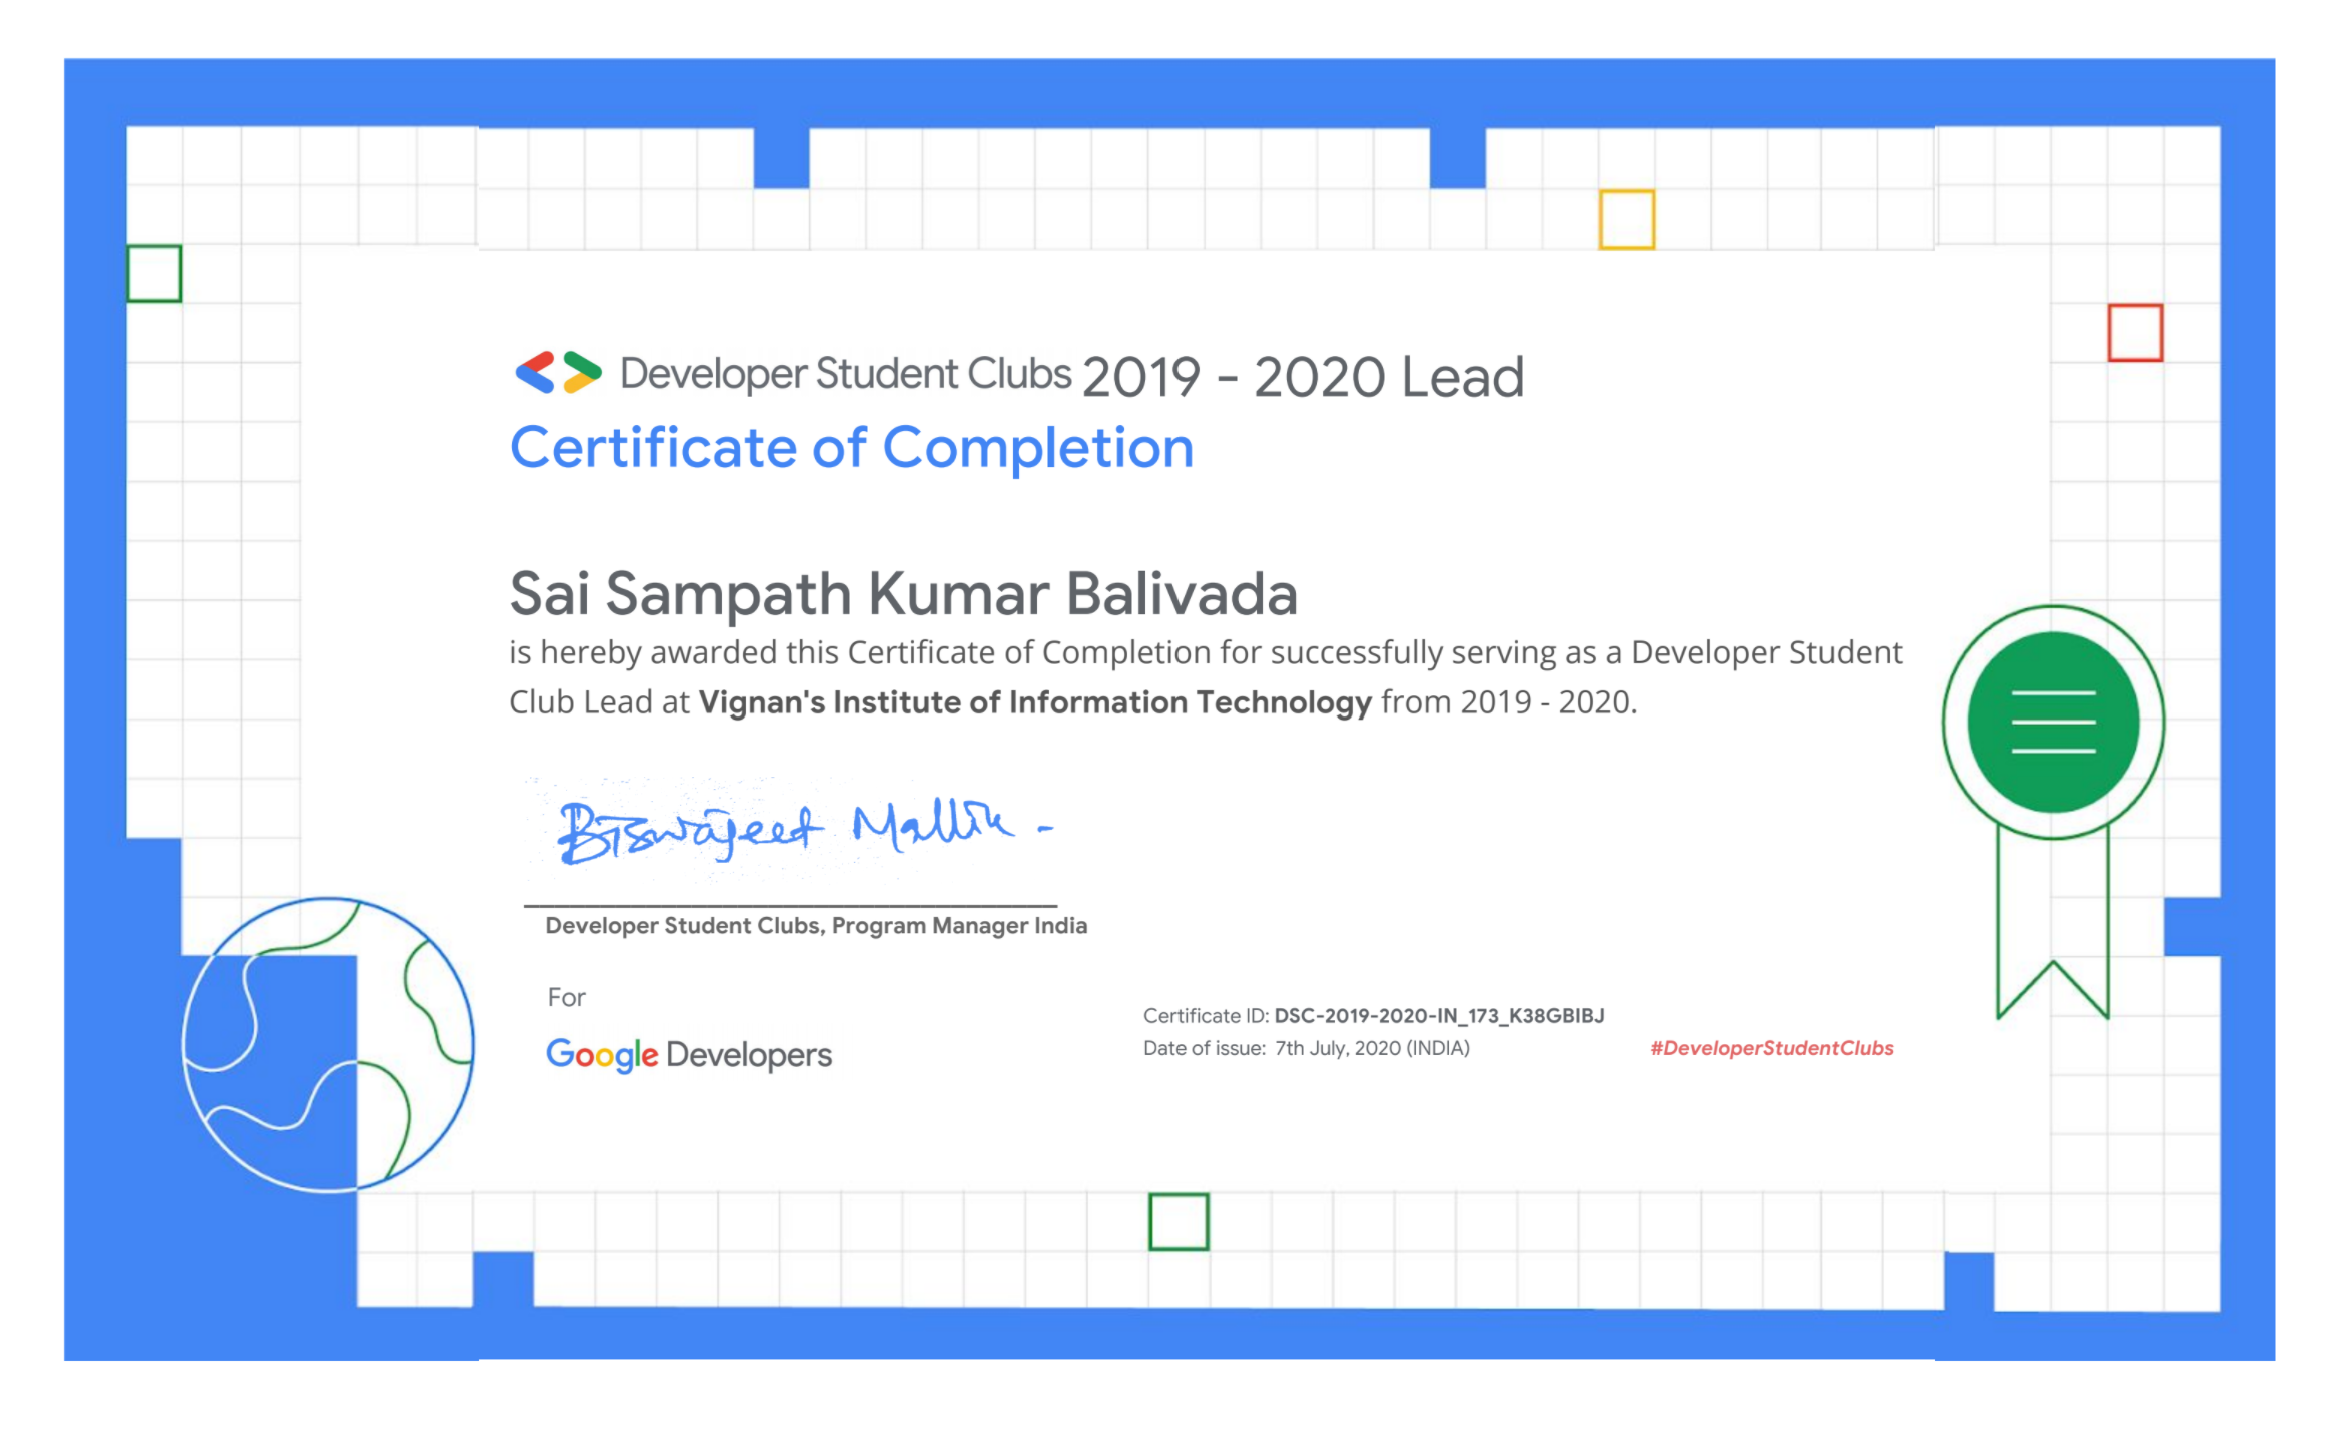 Developer Student Clubs 2019 - 2020 Lead
Certificate of Completion
Sai Sampath Kumar Balivada
is hereby awarded this Certificate of Completion for successfully serving as a Developer Student
Club Lead at Vignan's Institute of Information Technology from 2019 - 2020.
Biswajeet Mallik
Developer Student Clubs, Program Manager India
For
Google Developers
Certificate ID: DSC-2019-2020-IN_173_K38GBIBJ
Date of issue: 7th July, 2020 (INDIA)
#DeveloperStudentClubs